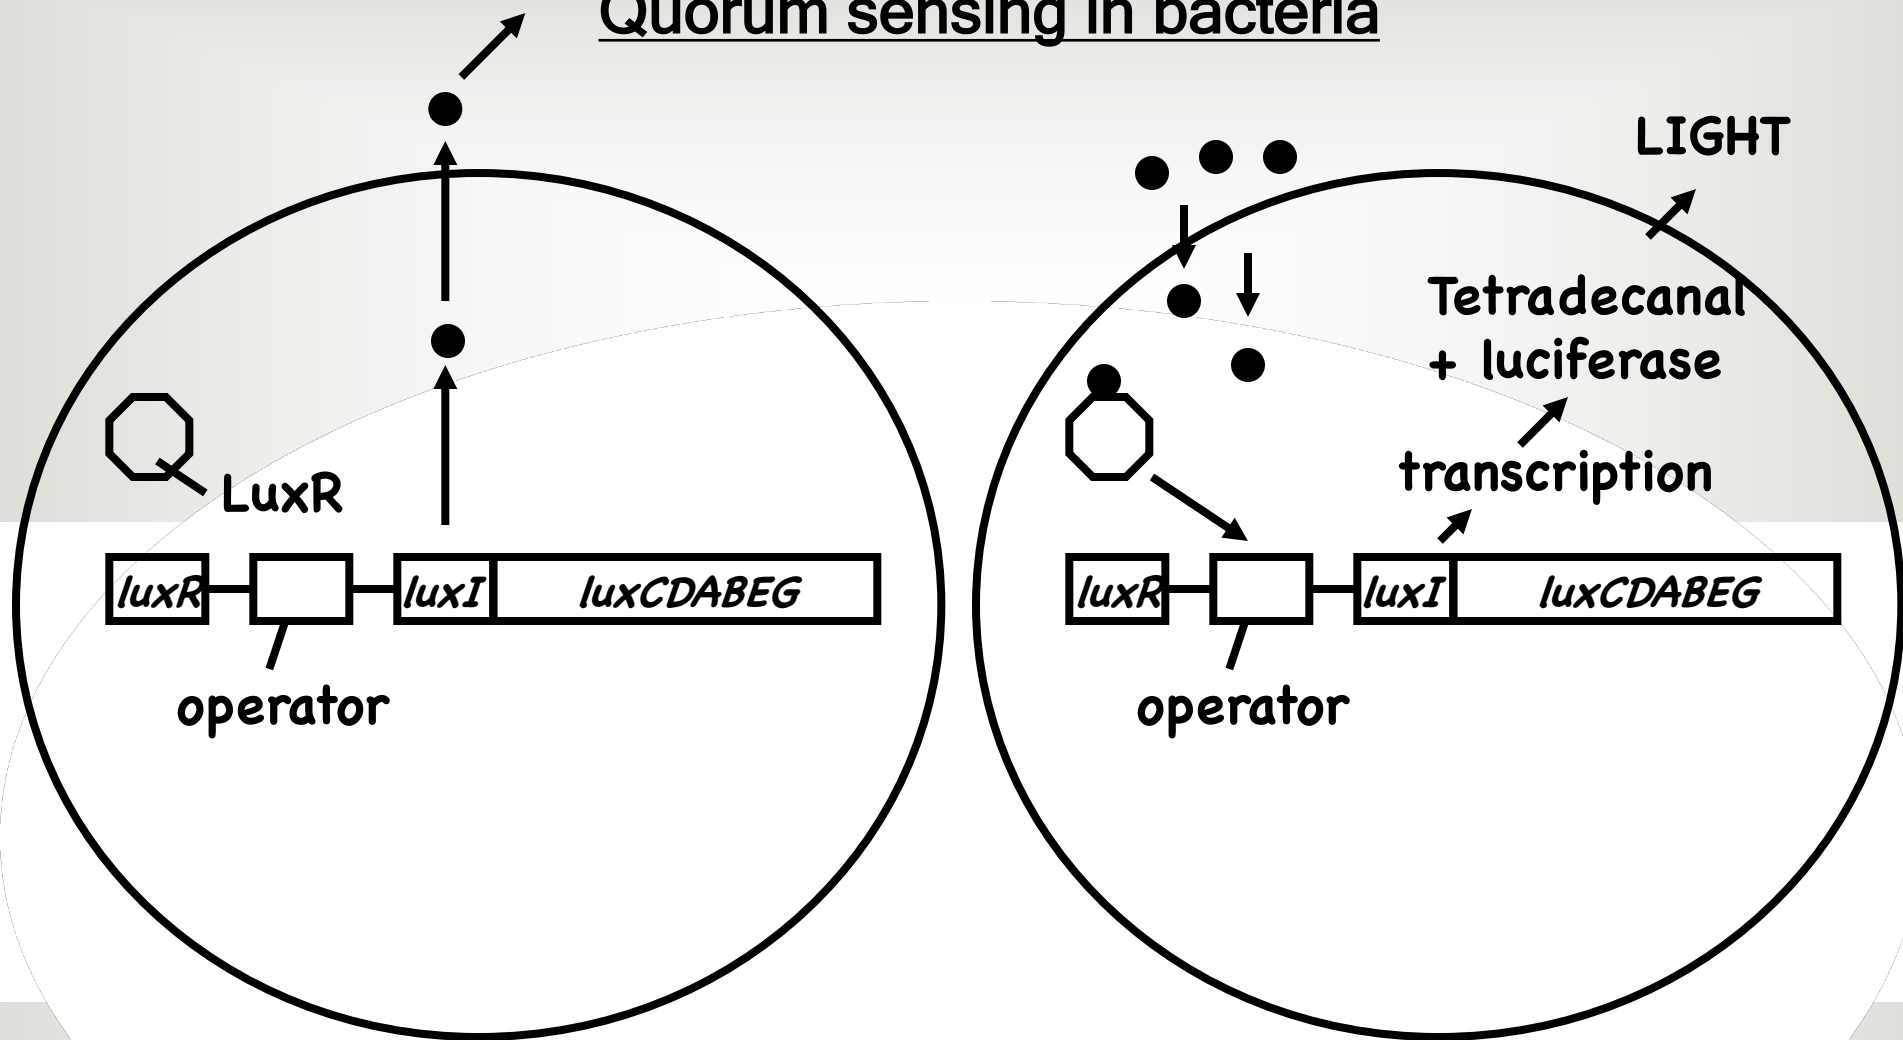 Quorum sensing in bacteria
LIGHT
Tetradecanal
+ luciferase
transcription
LuxR
luxR
luxI
luxCDABEG
operator
luxR
luxI
luxCDABEG
operator